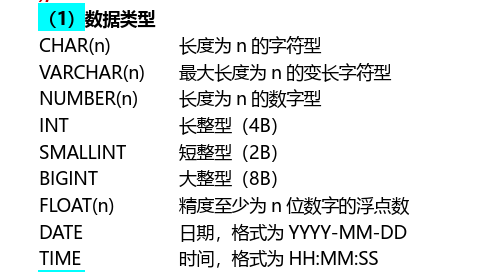 （1）数据类型
CHAR(n) 长度为 n 的字符型
VARCHAR(n) 最大长度为 n 的变长字符型
NUMBER(n) 长度为 n 的数字型
INT 长整型（4B）
SMALLINT 短整型（2B）
BIGINT 大整型（8B）
FLOAT(n) 精度至少为 n 位数字的浮点数
DATE 日期，格式为 YYYY-MM-DD
TIME 时间，格式为 HH:MM:SS